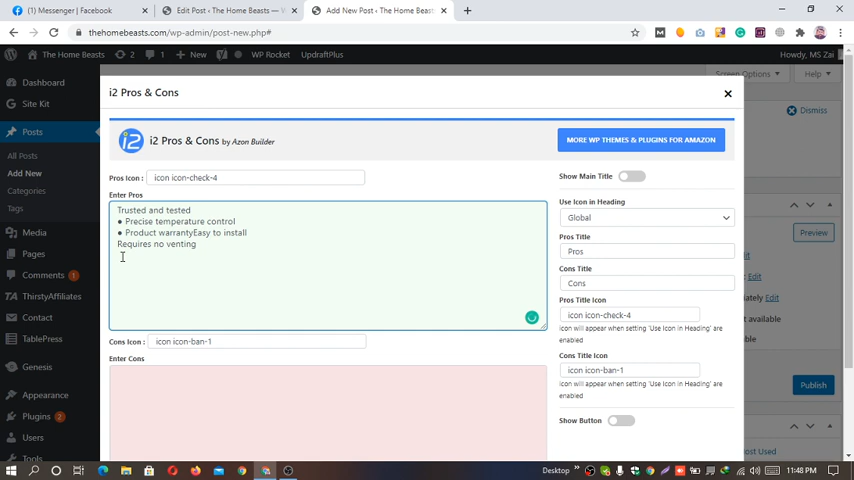 (1) Messenger | Facebook
Edit Post ‹ The Home Beasts — W
Add New Post ‹ The Home Beasts
thehomebeasts.com/wp-admin/post-new.php#
The Home Beasts
2
1
New
WP Rocket
UpdraftPlus
Howdy, MS Zai
Dashboard
Site Kit
Posts
All Posts
Add New
Categories
Tags
Media
Pages
Comments 1
ThirstyAffiliates
Contact
TablePress
Genesis
Appearance
Plugins 2
Users
Tools
Screen Options
Help
Dismiss
Preview
Edit
Edit
Edit
Publish
i2 Pros & Cons
i2 Pros & Cons by Azon Builder
MORE WP THEMES & PLUGINS FOR AMAZON
Pros Icon :
icon icon-check-4
Enter Pros
Trusted and tested
● Precise temperature control
● Product warrantyEasy to install
Requires no venting
Cons Icon :
icon icon-ban-1
Enter Cons
Show Main Title
Use Icon in Heading
Global
Pros Title
Pros
Cons Title
Cons
Pros Title Icon
icon icon-check-4
icon will appear when setting 'Use Icon in Heading' are
enabled
Cons Title Icon
icon icon-ban-1
icon will appear when setting 'Use Icon in Heading' are
enabled
Show Button
Desktop
11:48 PM